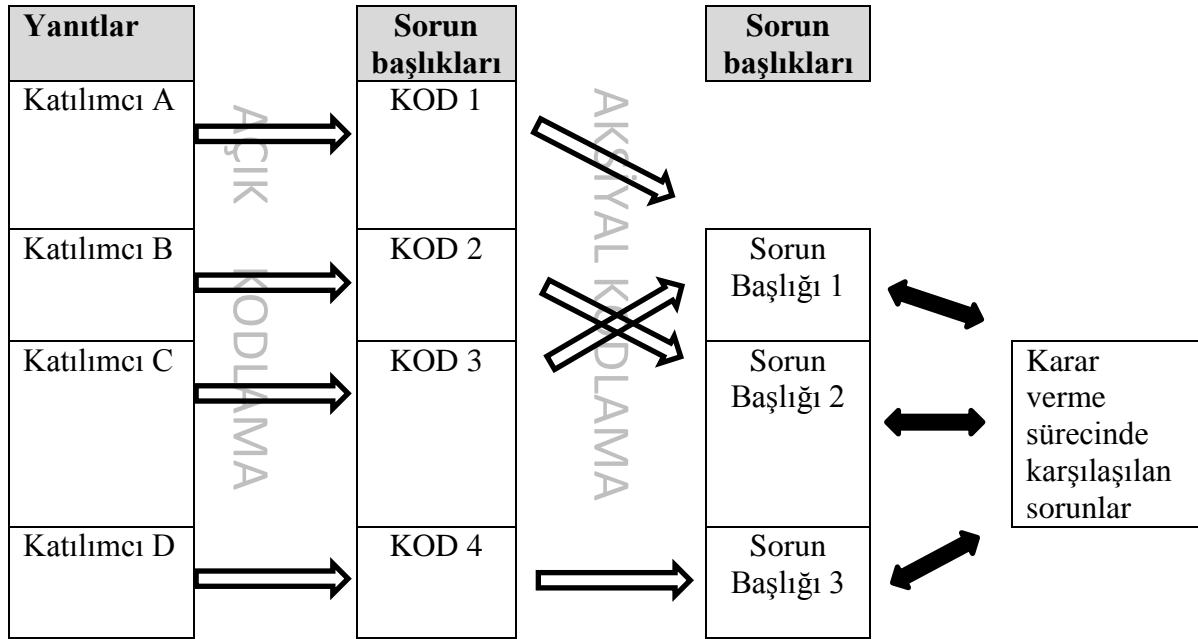 Yanıtlar
Katılımcı A
Katılımcı B
Katılımcı C
Katılımcı D
AÇIK KODLAMA
Sorun
başlıkları
KOD 1
KOD 2
KOD 3
KOD 4
AKSİYAL KODLAMA
Sorun
başlıkları
Sorun
Başlığı 1
Sorun
Başlığı 2
Sorun
Başlığı 3
Karar
verme
sürecinde
karşılaşılan
sorunlar